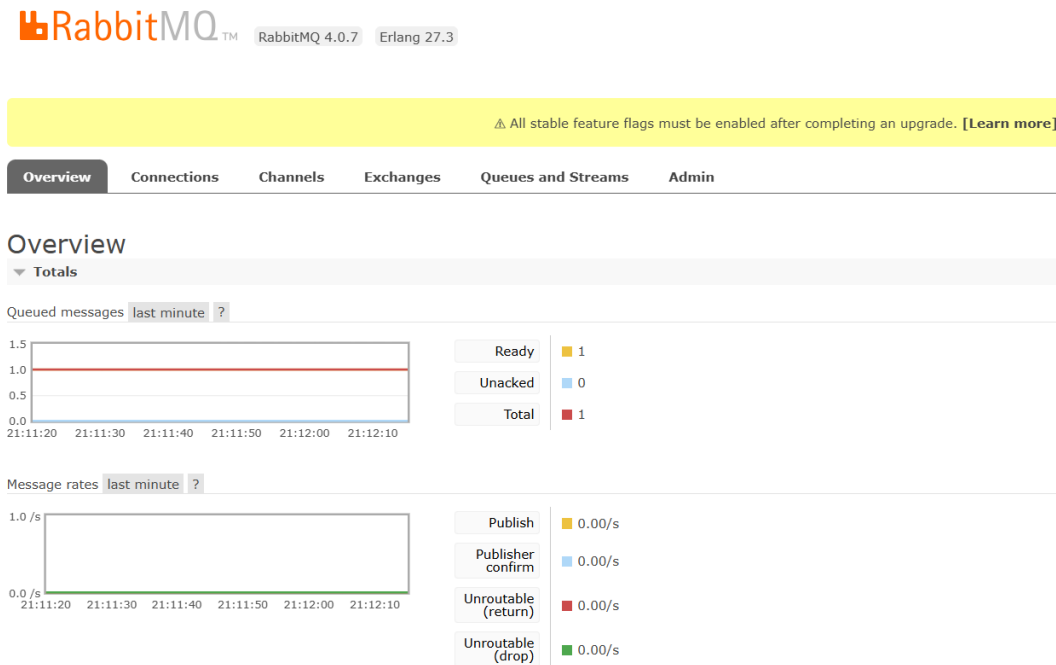 RabbitMQ TM RabbitMQ 4.0.7 Erlang 27.3
⚠ All stable feature flags must be enabled after completing an upgrade. [Learn more]
Overview Connections Channels Exchanges Queues and Streams Admin
Overview
Totals
Queued messages last minute ?
1.5
1.0
0.5
0.0
21:11:20 21:11:30 21:11:40 21:11:50 21:12:00 21:12:10
Ready 1
Unacked 0
Total 1
Message rates last minute ?
1.0 /s
0.0 /s
21:11:20 21:11:30 21:11:40 21:11:50 21:12:00 21:12:10
Publish 0.00/s
Publisher
confirm 0.00/s
Unroutable
(return) 0.00/s
Unroutable
(drop) 0.00/s